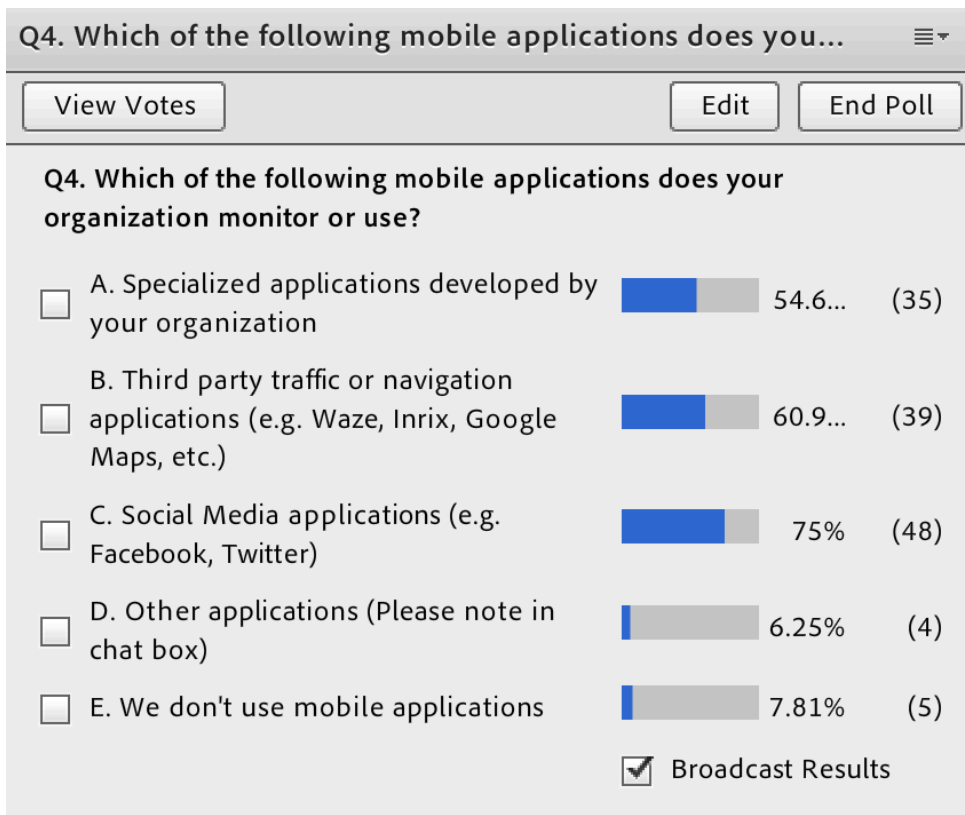 Q4. Which of the following mobile applications does you...
View Votes Edit End Poll
Q4. Which of the following mobile applications does your
organization monitor or use?
A. Specialized applications developed by
your organization
54.6... (35)
B. Third party traffic or navigation
applications (e.g. Waze, Inrix, Google
Maps, etc.)
60.9... (39)
C. Social Media applications (e.g.
Facebook, Twitter)
75% (48)
D. Other applications (Please note in
chat box)
6.25% (4)
E. We don't use mobile applications 7.81% (5)
Broadcast Results